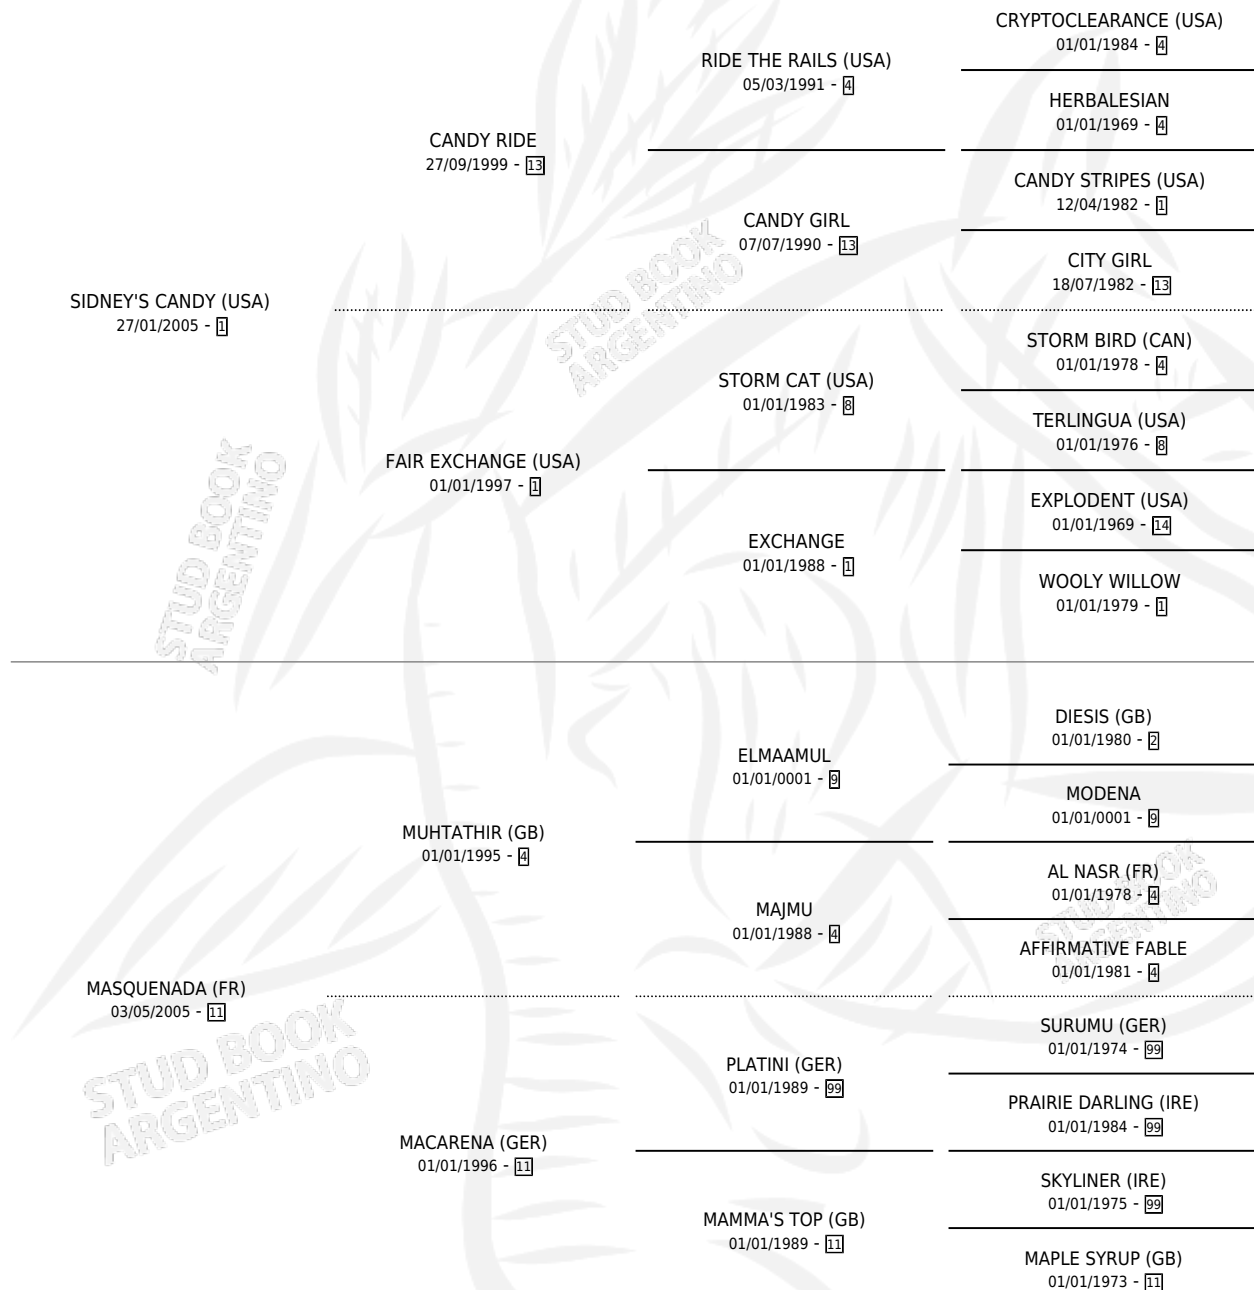 CRYPTOCLEARANCE (USA)
01/01/1984 - 4
RIDE THE RAILS (USA)
05/03/1991 - 4
HERBALESIAN
01/01/1969 - 4
CANDY RIDE
27/09/1999 - 13
CANDY STRIPES (USA)
12/04/1982 - 1
CANDY GIRL
07/07/1990 - 13
CITY GIRL
18/07/1982 - 13
SIDNEY'S CANDY (USA)
27/01/2005 - 1
STUD BOOK
ARGENTINO
STORM BIRD (CAN)
01/01/1978 - 4
STORM CAT (USA)
01/01/1983 - 8
TERLINGUA (USA)
01/01/1976 - 8
FAIR EXCHANGE (USA)
01/01/1997 - 1
EXPLODENT (USA)
01/01/1969 - 14
EXCHANGE
01/01/1988 - 1
WOOLY WILLOW
01/01/1979 - 1
STUD BOOK
ARGENTINO
DIESIS (GB)
01/01/1980 - 2
ELMAAMUL
01/01/0001 - 9
MODENA
01/01/0001 - 9
MUHTATHIR (GB)
01/01/1995 - 4
AL NASR (FR)
01/01/1978 - 4
MAJMU
01/01/1988 - 4
AFFIRMATIVE FABLE
01/01/1981 - 4
STUD BOOK
ARGENTINO
MASQUENADA (FR)
03/05/2005 - 11
SURUMU (GER)
01/01/1974 - 99
PLATINI (GER)
01/01/1989 - 99
PRAIRIE DARLING (IRE)
01/01/1984 - 99
STUD BOOK
ARGENTINO
MACARENA (GER)
01/01/1996 - 11
SKYLINER (IRE)
01/01/1975 - 99
MAMMA'S TOP (GB)
01/01/1989 - 11
MAPLE SYRUP (GB)
01/01/1973 - 11